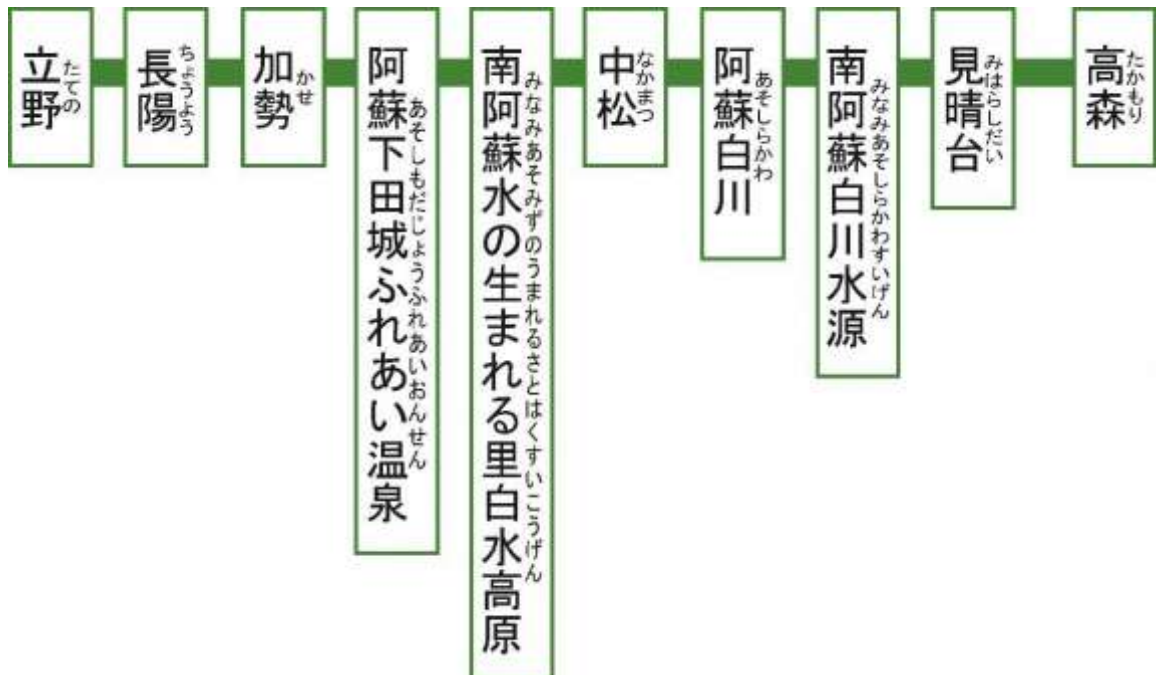 立野
たての
長陽
ちょうよう
加勢
かせ
阿蘇下田城ふれあい温泉
あそしもだじょうふれあいおんせん
南阿蘇水の生まれる里白水高原
みなみあそみずのうまれるさとはくすいこうげん
中松
なかまつ
阿蘇白川
あそしらかわ
南阿蘇白川水源
みなみあそしらかわすいげん
見晴台
みはらしだい
高森
たかもり